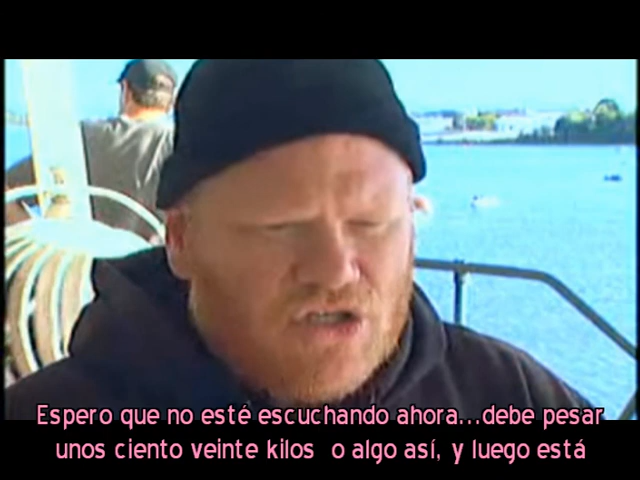 Espero que no esté escuchando ahora...debe pesar
unos ciento veinte kilos o algo así, y luego está